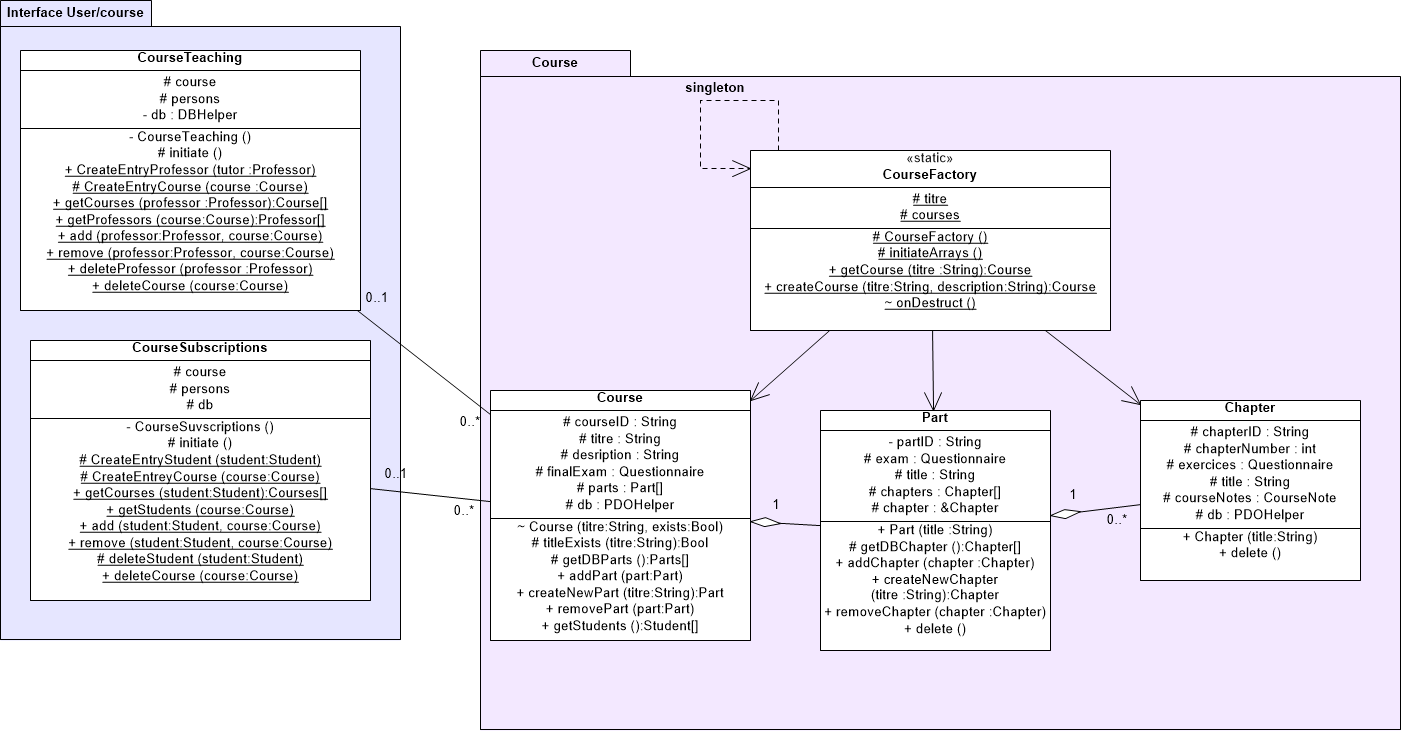 Interface User/course
CourseTeaching
# course
# persons
- db : DBHelper
- CourseTeaching ()
# initiate ()
+ CreateEntryProfessor (tutor :Professor)
# CreateEntryCourse (course :Course)
+ getCourses (professor :Professor):Course[]
+ getProfessors (course:Course):Professor[]
+ add (professor:Professor, course:Course)
+ remove (professor:Professor, course:Course)
+ deleteProfessor (professor :Professor)
+ deleteCourse (course:Course)
0..1
0..*
CourseSubscriptions
# course
# persons
# db
- CourseSuvscriptions ()
# initiate ()
# CreateEntryStudent (student:Student)
# CreateEntreyCourse (course:Course)
+ getCourses (student:Student):Courses[]
+ getStudents (course:Course)
+ add (student:Student, course:Course)
+ remove (student:Student, course:Course)
# deleteStudent (student:Student)
+ deleteCourse (course:Course)
0..1
0..*
Course
singleton
«static»
CourseFactory
# titre
# courses
# CourseFactory ()
# initiateArrays ()
+ getCourse (titre :String):Course
+ createCourse (titre:String, description:String):Course
~ onDestruct ()
Course
# courseID : String
# titre : String
# desription : String
# finalExam : Questionnaire
# parts : Part[]
# db : PDOHelper
~ Course (titre:String, exists:Bool)
# titleExists (titre:String):Bool
# getDBParts ():Parts[]
+ addPart (part:Part)
+ createNewPart (titre:String):Part
+ removePart (part:Part)
+ getStudents ():Student[]
1
Part
- partID : String
# exam : Questionnaire
# title : String
# chapters : Chapter[]
# chapter : &Chapter
+ Part (title :String)
# getDBChapter ():Chapter[]
+ addChapter (chapter :Chapter)
+ createNewChapter
(titre :String):Chapter
+ removeChapter (chapter :Chapter)
+ delete ()
1
0..*
Chapter
# chapterID : String
# chapterNumber : int
# exercices : Questionnaire
# title : String
# courseNotes : CourseNote
# db : PDOHelper
+ Chapter (title:String)
+ delete ()